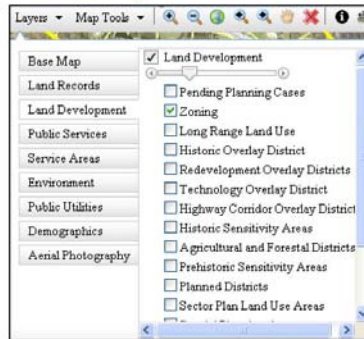 Layers Map Tools
Base Map
Land Records
Land Development
Public Services
Service Areas
Environment
Public Utilities
Demographics
Aerial Photography
Land Development
Pending Planning Cases
Zoning
Long Range Land Use
Historic Overlay District
Redevelopment Overlay Districts
Technology Overlay District
Highway Corridor Overlay District
Historic Sensitivity Areas
Agricultural and Forestal Districts
Prehistoric Sensitivity Areas
Planned Districts
Sector Plan Land Use Areas